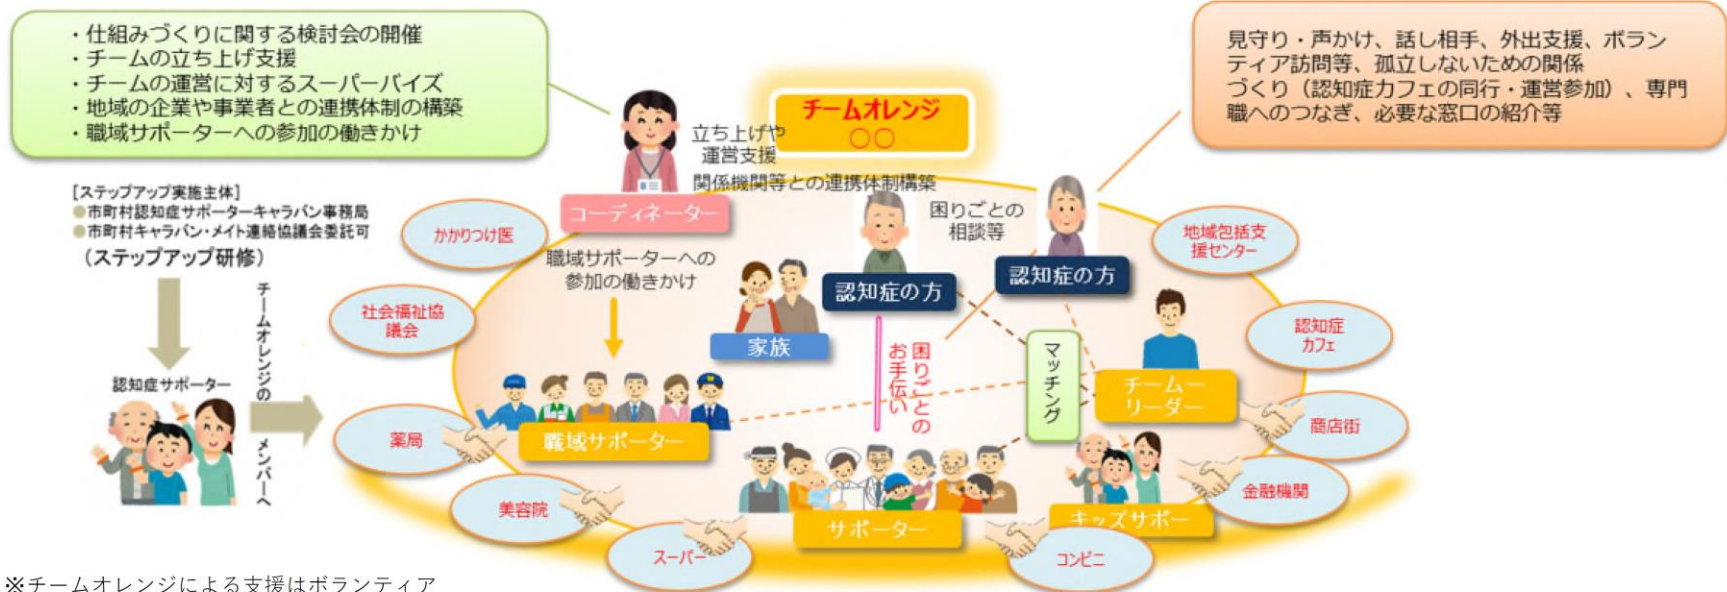 ・仕組みづくりに関する検討会の開催
・チームの立ち上げ支援
・チームの運営に対するスーパーバイズ
・地域の企業や事業者との連携体制の構築
・職域サポーターへの参加の働きかけ
チームオレンジ
〇〇
見守り・声かけ、話し相手、外出支援、ボラン
ティア訪問等、孤立しないための関係
づくり（認知症カフェの同行・運営参加）、専門
職へのつなぎ、必要な窓口の紹介等
立ち上げや
運営支援
関係機関等との連携体制構築
コーディネーター
[ステップアップ実施主体]
●市町村認知症サポーターキャラバン事務局
●市町村キャラバン・メイト連絡協議会委託可
(ステップアップ研修)
チームオレンジの
メンバーへ
認知症サポーター
かかりつけ医
社会福祉協
議会
薬局
美容院
スーパー
コンビニ
金融機関
商店街
認知症
カフェ
地域包括支
援センター
職域サポーターへの
参加の働きかけ
家族
認知症の方
困りごとの
相談等
認知症の方
困りごとの
お手伝い
マッチング
チームー
リーダー
職域サポーター
サポーター
キッズサポー
※チームオレンジによる支援はボランティア